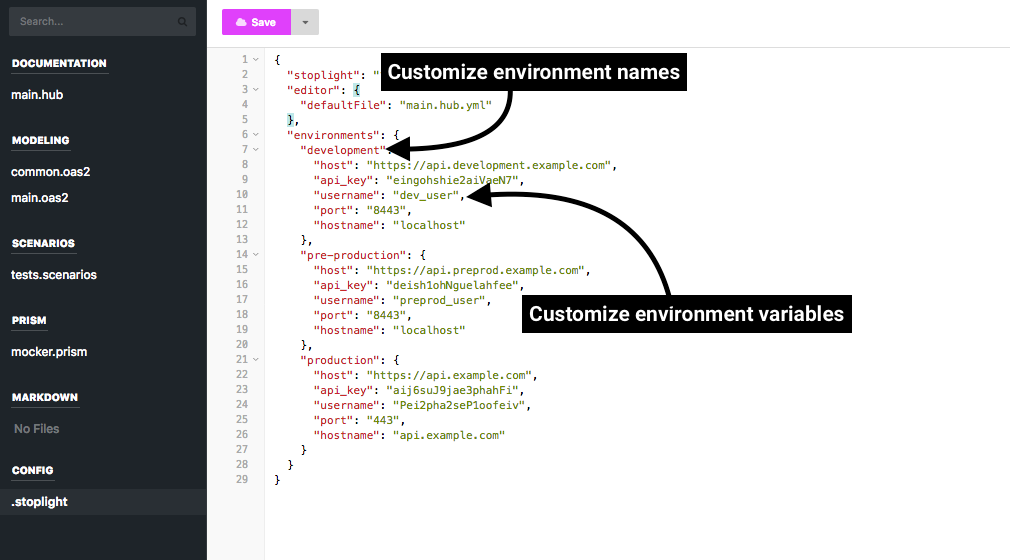 Search...
DOCUMENTATION
main.hub
MODELING
common.oas2
main.oas2
SCENARIOS
tests.scenarios
PRISM
mocker.prism
MARKDOWN
No Files
CONFIG
.stoplight
Save
Customize environment names
Customize environment variables
1 {
2 "stoplight": "
3 "editor": {
4 "defaultFile": "main.hub.yml"
5 },
6 "environments": {
7 "development":
8 "host": "https://api.development.example.com",
9 "api_key": "eingohshie2aiVaeN7",
10 "username": "dev_user",
11 "port": "8443",
12 "hostname": "localhost"
13 },
14 "pre-production": {
15 "host": "https://api.preprod.example.com",
16 "api_key": "deish1ohNguelahfee",
17 "username": "preprod_user",
18 "port": "8443",
19 "hostname": "localhost"
20 },
21 "production": {
22 "host": "https://api.example.com",
23 "api_key": "aij6suJ9jae3phahFi",
24 "username": "Pei2pha2seP1oofeiv",
25 "port": "443",
26 "hostname": "api.example.com"
27 }
28 }
29 }